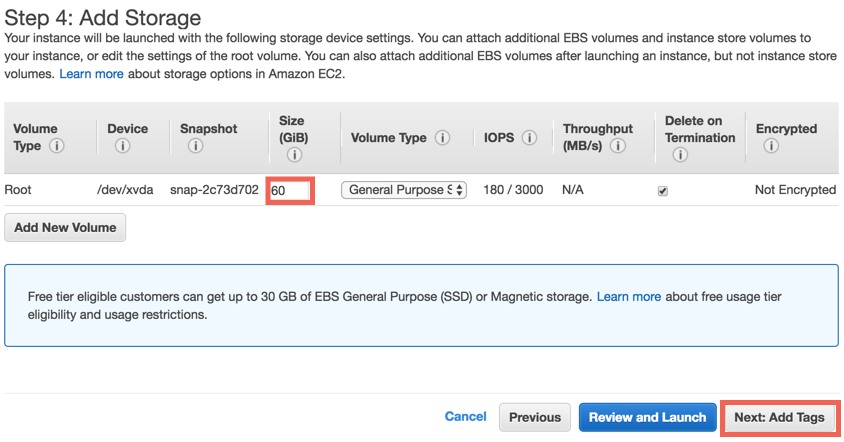 Step 4: Add Storage
Your instance will be launched with the following storage device settings. You can attach additional EBS volumes and instance store volumes to
your instance, or edit the settings of the root volume. You can also attach additional EBS volumes after launching an instance, but not instance store
volumes. Learn more about storage options in Amazon EC2.
Volume Type i
Device i
Snapshot i
Size (GiB) i
Volume Type i
IOPS i
Throughput (MB/s) i
Delete on Termination i
Encrypted i
Root /dev/xvda snap-2c73d702 60 General Purpose S 180 / 3000 N/A Not Encrypted
Add New Volume
Free tier eligible customers can get up to 30 GB of EBS General Purpose (SSD) or Magnetic storage. Learn more about free usage tier
eligibility and usage restrictions.
Cancel Previous Review and Launch Next: Add Tags